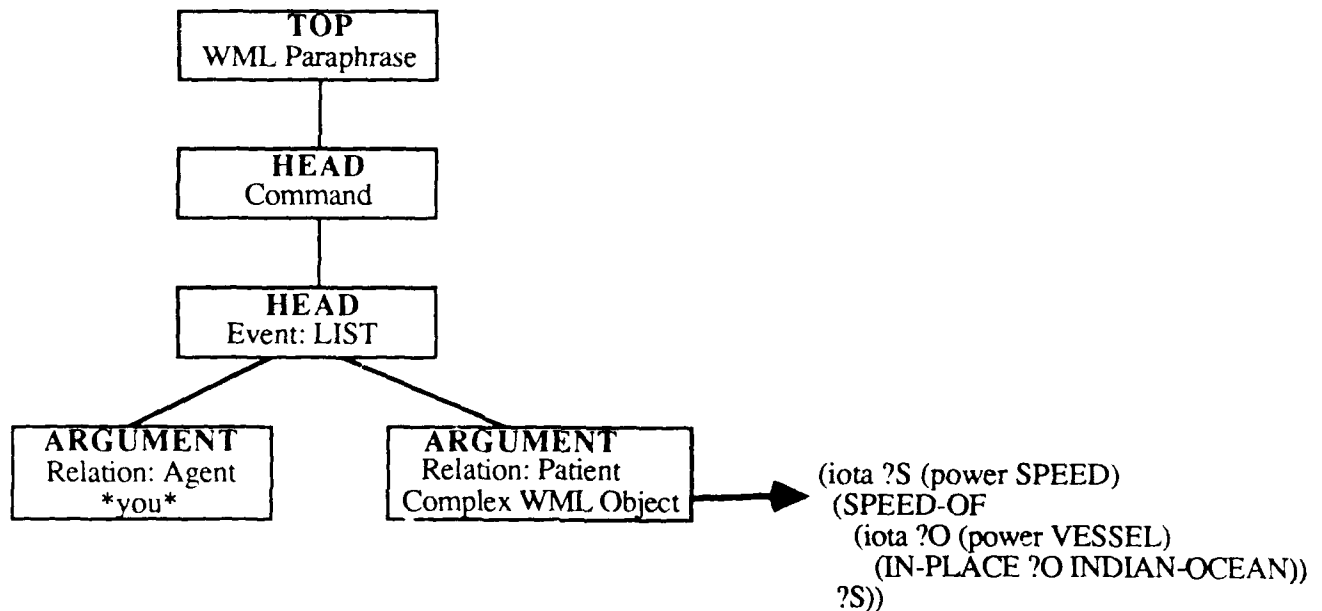 TOP
WML Paraphrase
HEAD
Command
HEAD
Event: LIST
ARGUMENT
Relation: Agent
*you*
ARGUMENT
Relation: Patient
Complex WML Object
(iota ?S (power SPEED)
(SPEED-OF
(iota ?O (power VESSEL)
(IN-PLACE ?O INDIAN-OCEAN))
?S))